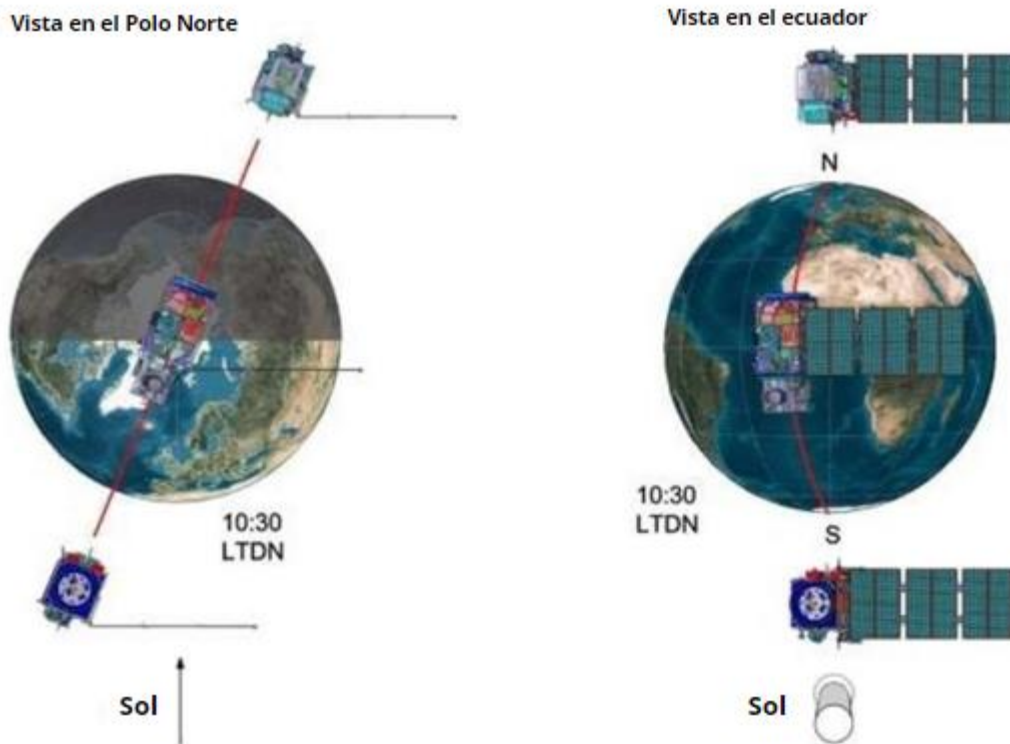 Vista en el Polo Norte
10:30
LTDN
Sol
Vista en el ecuador
N
10:30
LTDN
S
Sol